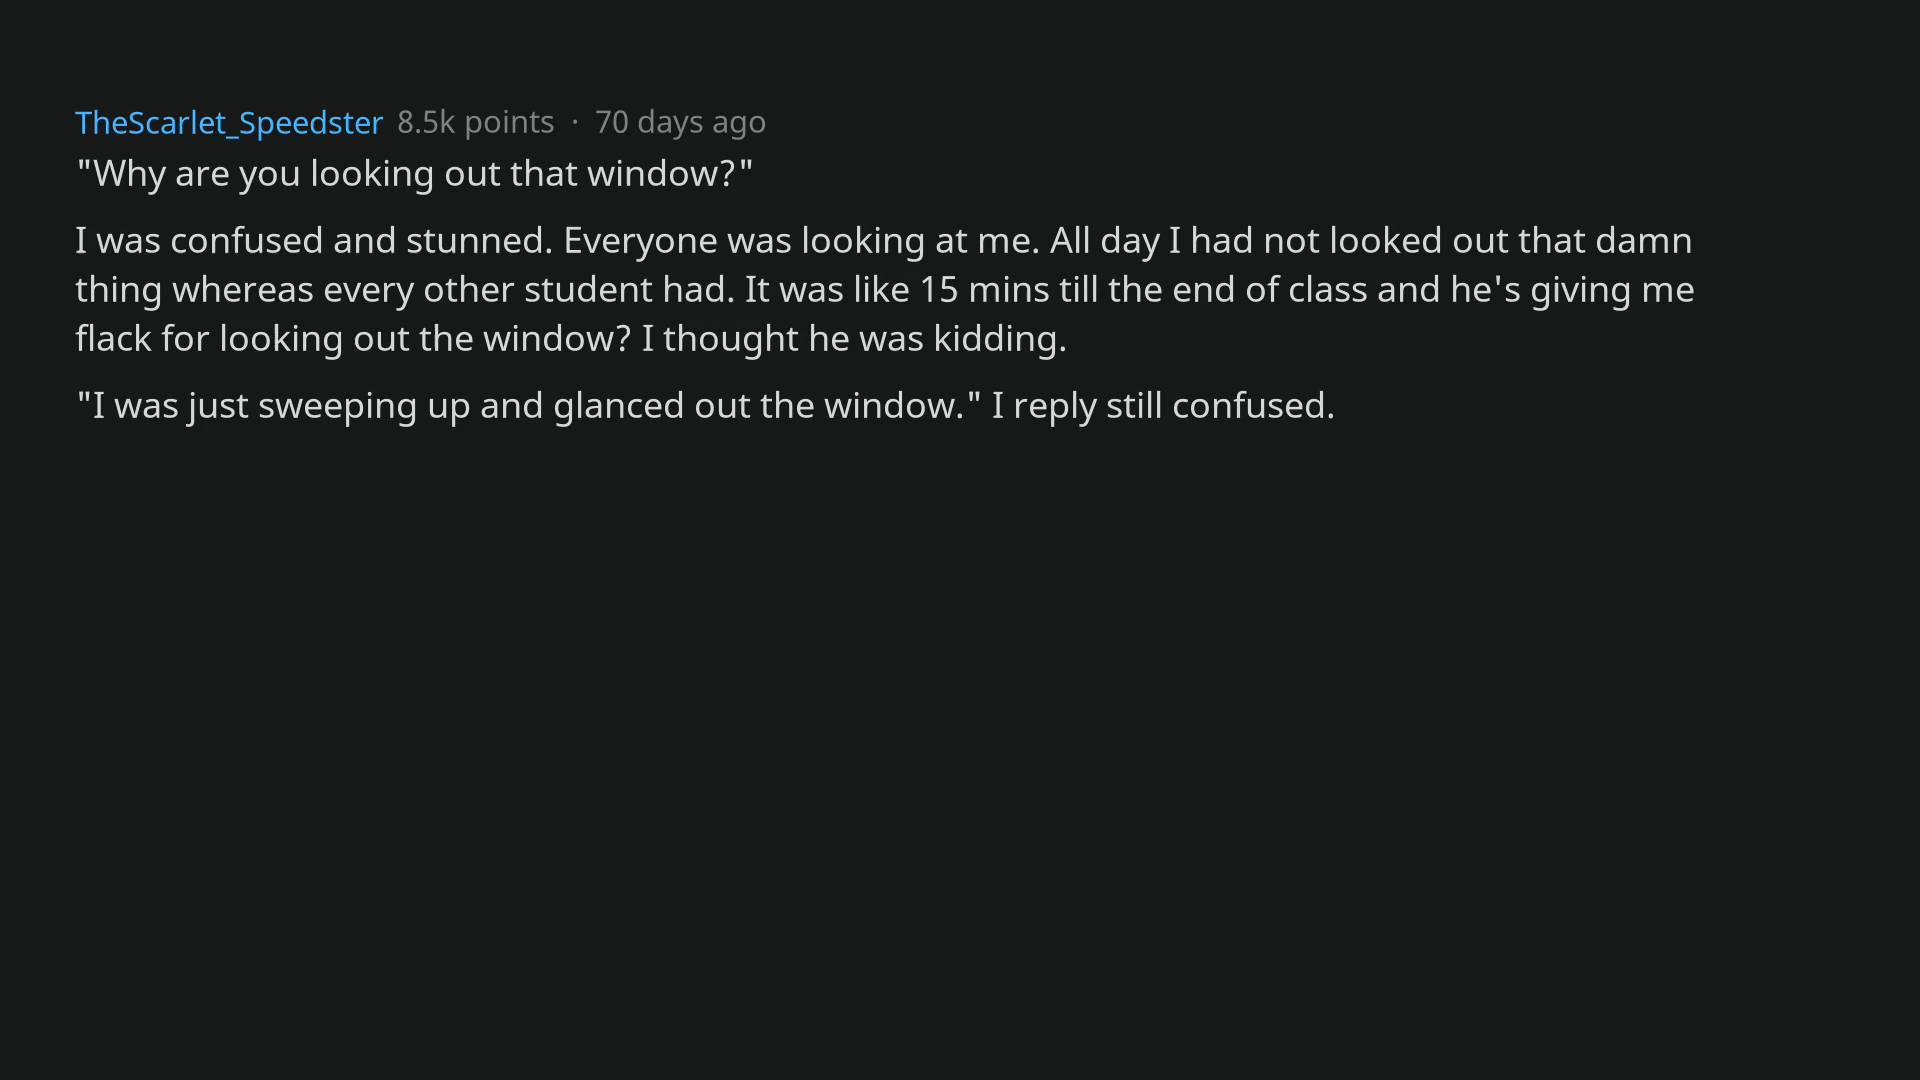 TheScarlet_Speedster 8.5k points · 70 days ago
"Why are you looking out that window?"
I was confused and stunned. Everyone was looking at me. All day I had not looked out that damn
thing whereas every other student had. It was like 15 mins till the end of class and he's giving me
flack for looking out the window? I thought he was kidding.
"I was just sweeping up and glanced out the window." I reply still confused.